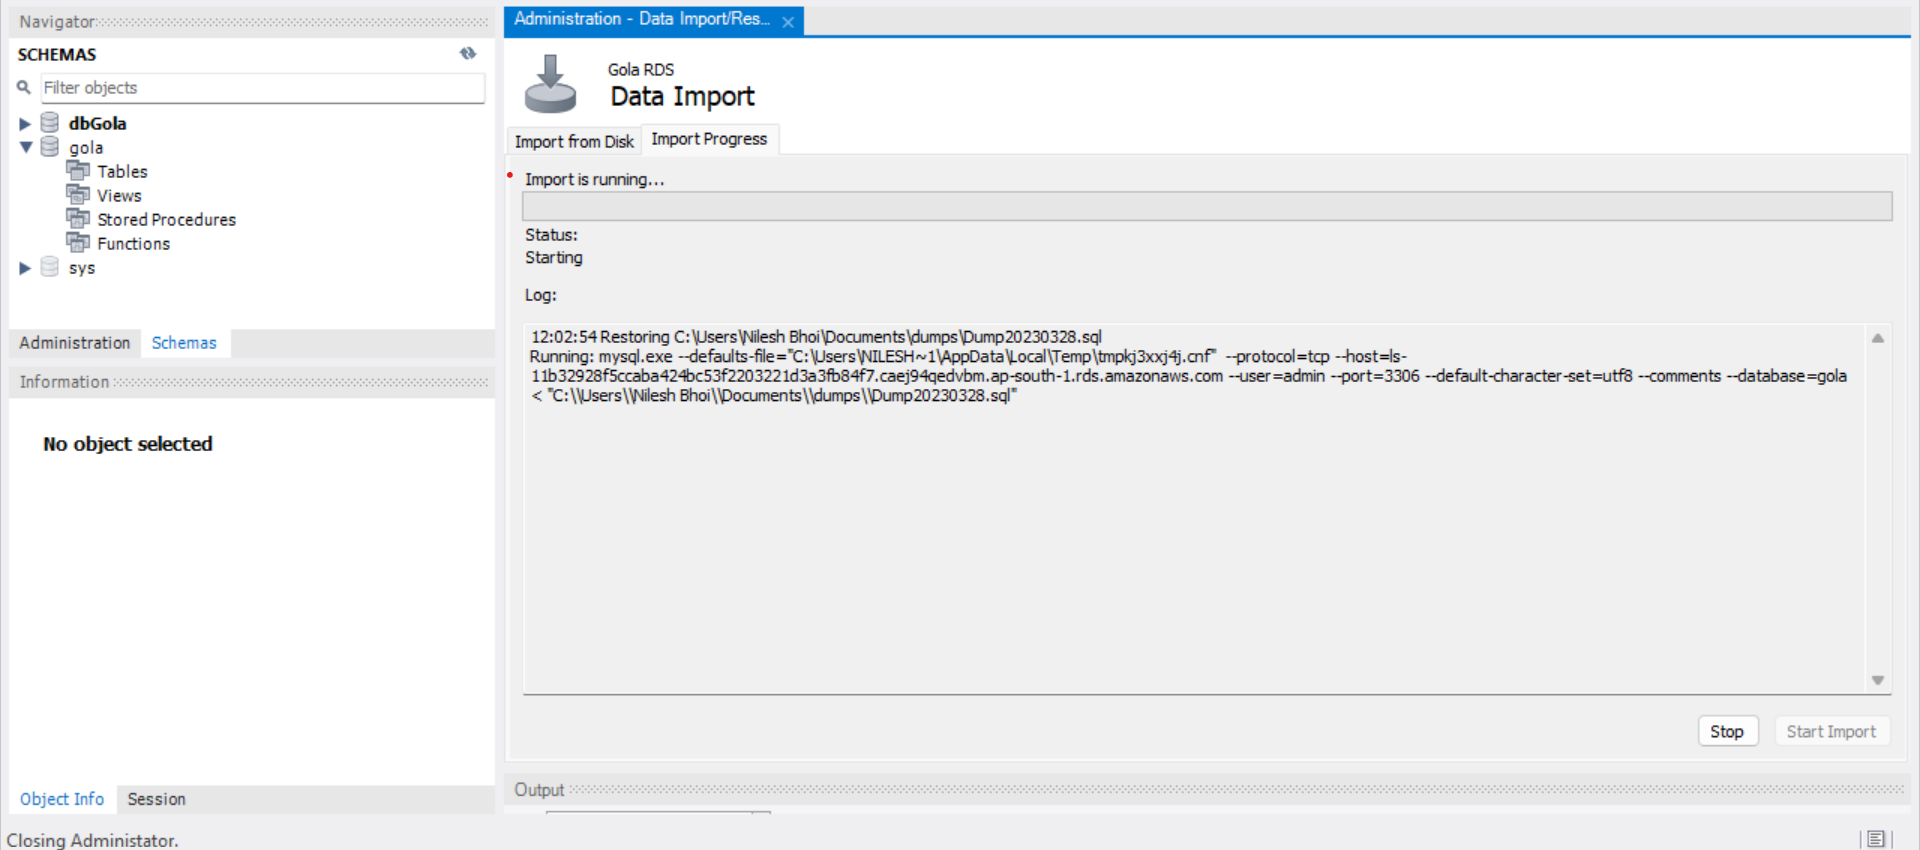 Navigator
SCHEMAS
Filter objects
dbGola
gola
Tables
Views
Stored Procedures
Functions
sys
Administration Schemas
Information
No object selected
Object Info Session
Closing Administator.
Administration - Data Import/Res...
Gola RDS
Data Import
Import from Disk Import Progress
Import is running...
Status:
Starting
Log:
12:02:54 Restoring C:\Users\Nilesh Bhoi\Documents\dumps\Dump20230328.sql
Running: mysql.exe --defaults-file="C:\Users\NILESH~1\AppData\Local\Temp\tmpkj3xxj4j.cnf" --protocol=tcp --host=ls-
11b32928f5ccaba424bc53f2203221d3a3fb84f7.caej94qedvbm.ap-south-1.rds.amazonaws.com --user=admin --port=3306 --default-character-set=utf8 --comments --database=gola
< "C:\\Users\\Nilesh Bhoi\\Documents\\dumps\\Dump20230328.sql"
Stop Start Import
Output